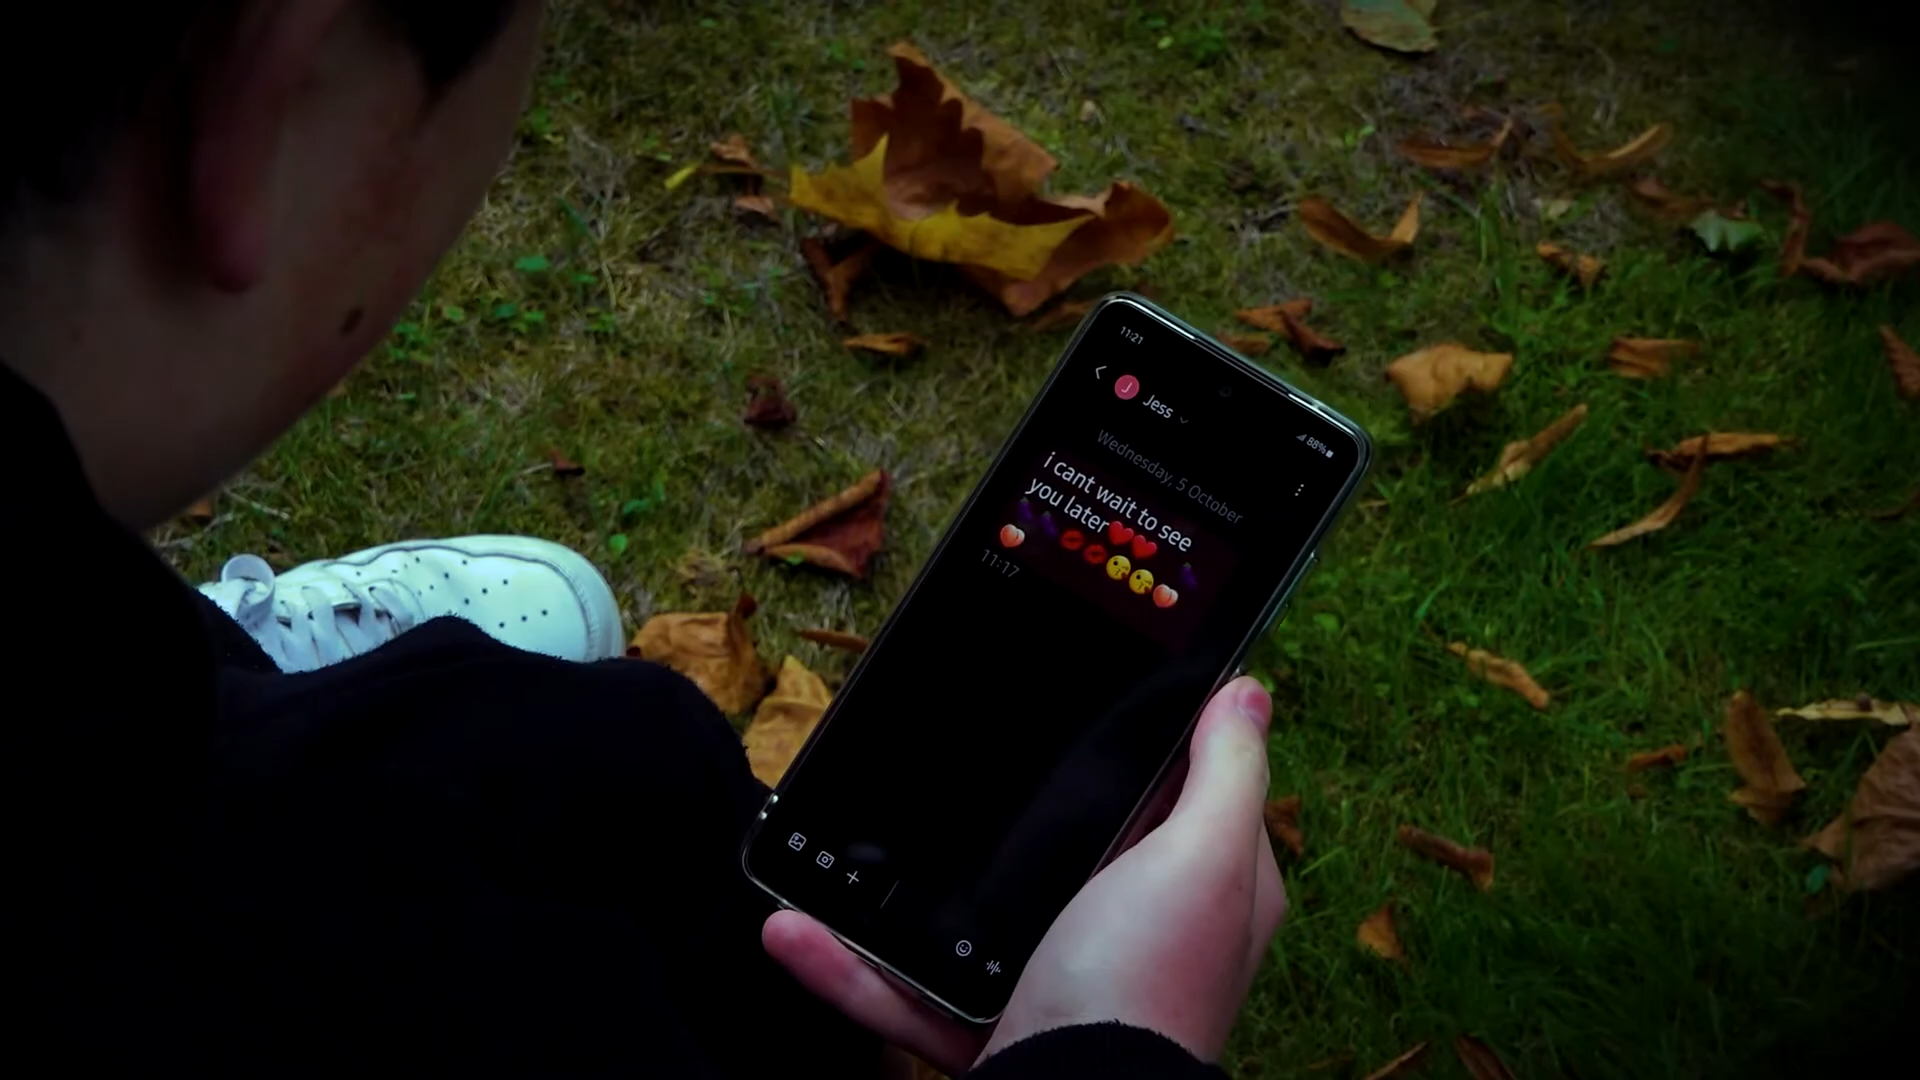 11:21
88%
J
Jess
Wednesday, 5 October
i cant wait to see
you later❤️❤️
🍆🍆💋💋😘😘🍑🍆
🍑
11:17